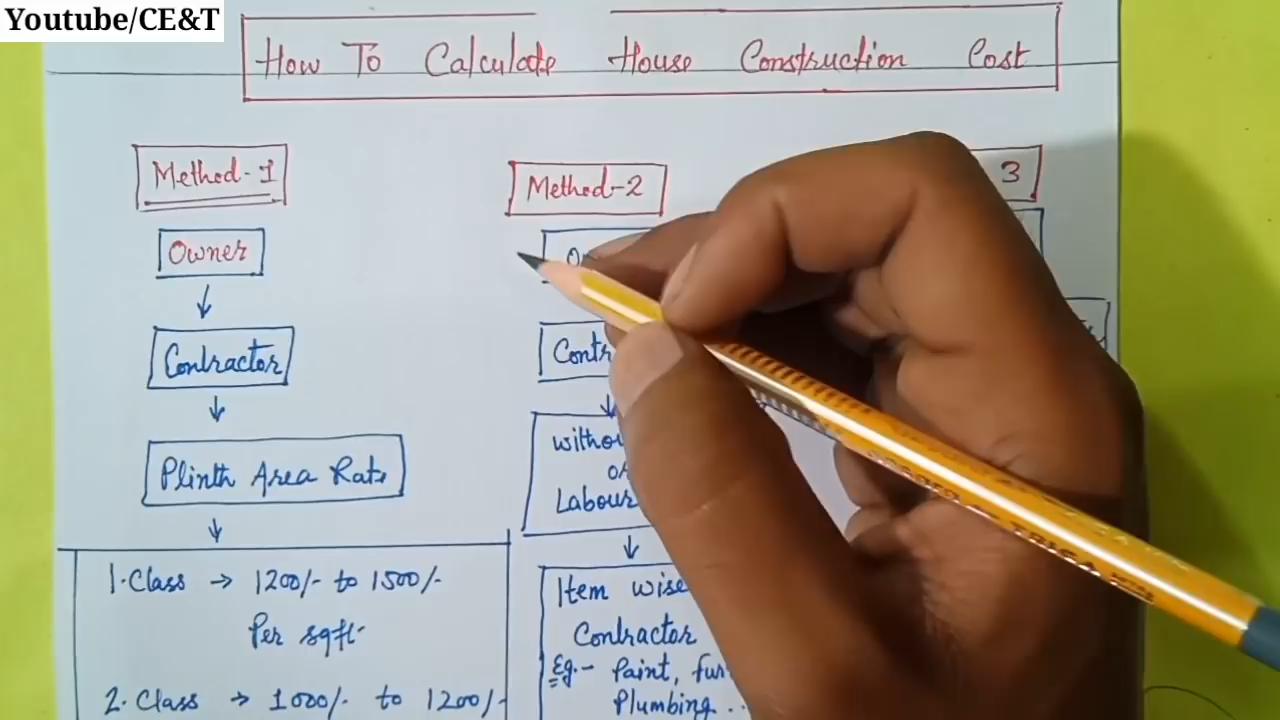 Youtube/CE&T
How To Calculate House Construction Cost
Method-1
Owner
Contractor
Plinth Area Rate
1.Class → 1200/- to 1500/-
Per sqft
2.Class → 1000/- to 1200/-
Method-2
Labour
Item wise
Contractor
Eg.- Paint,
Plumbing..
3